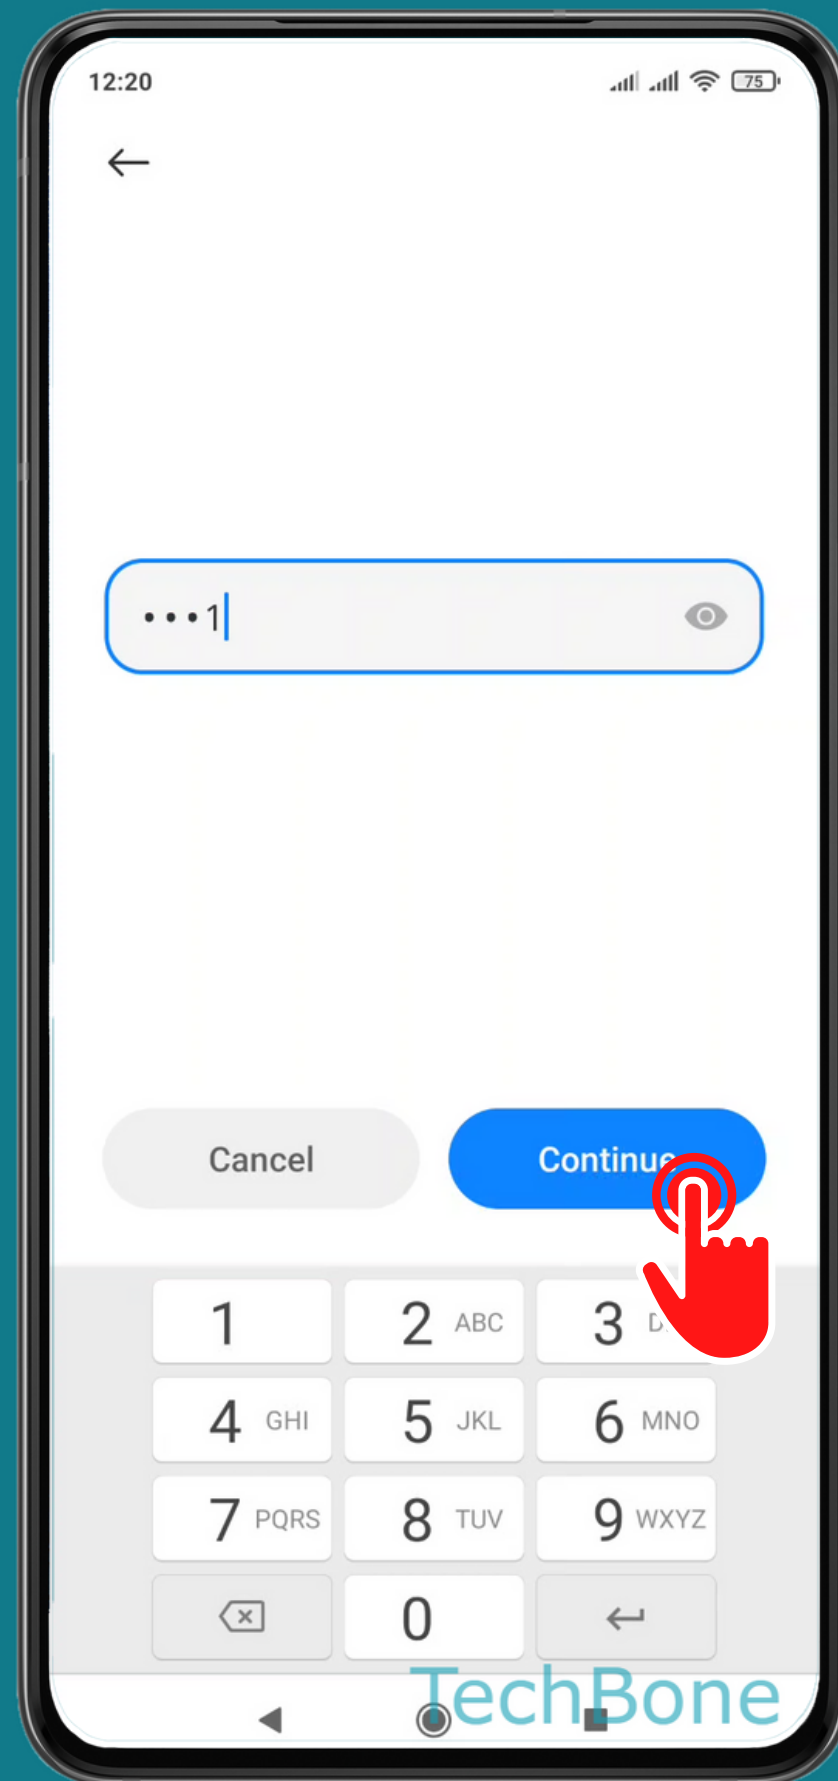 12:20
75
•••1
Cancel
Continue
1
2 ABC
3
4 GHI
5 JKL
6 MNO
7 PQRS
8 TUV
9 WXYZ
0
TechBone